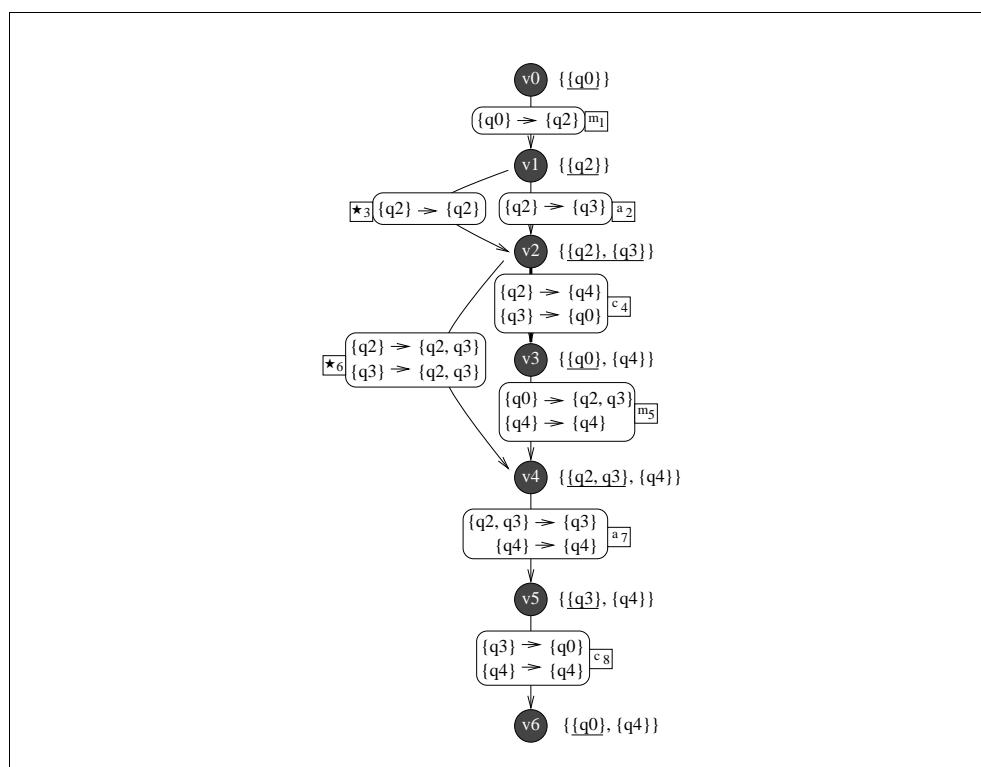 v0 {{q0}}
{q0} → {q2} m1
v1 {{q2}}
★3 {q2} → {q2}
{q2} → {q3} a2
v2 {{q2}, {q3}}
{q2} → {q4}
{q3} → {q0}
c4
★6
{q2} → {q2, q3}
{q3} → {q2, q3}
v3 {{q0}, {q4}}
{q0} → {q2, q3}
{q4} → {q4}
m5
v4 {{q2, q3}, {q4}}
{q2, q3} → {q3}
{q4} → {q4}
a7
v5 {{q3}, {q4}}
{q3} → {q0}
{q4} → {q4}
c8
v6 {{q0}, {q4}}